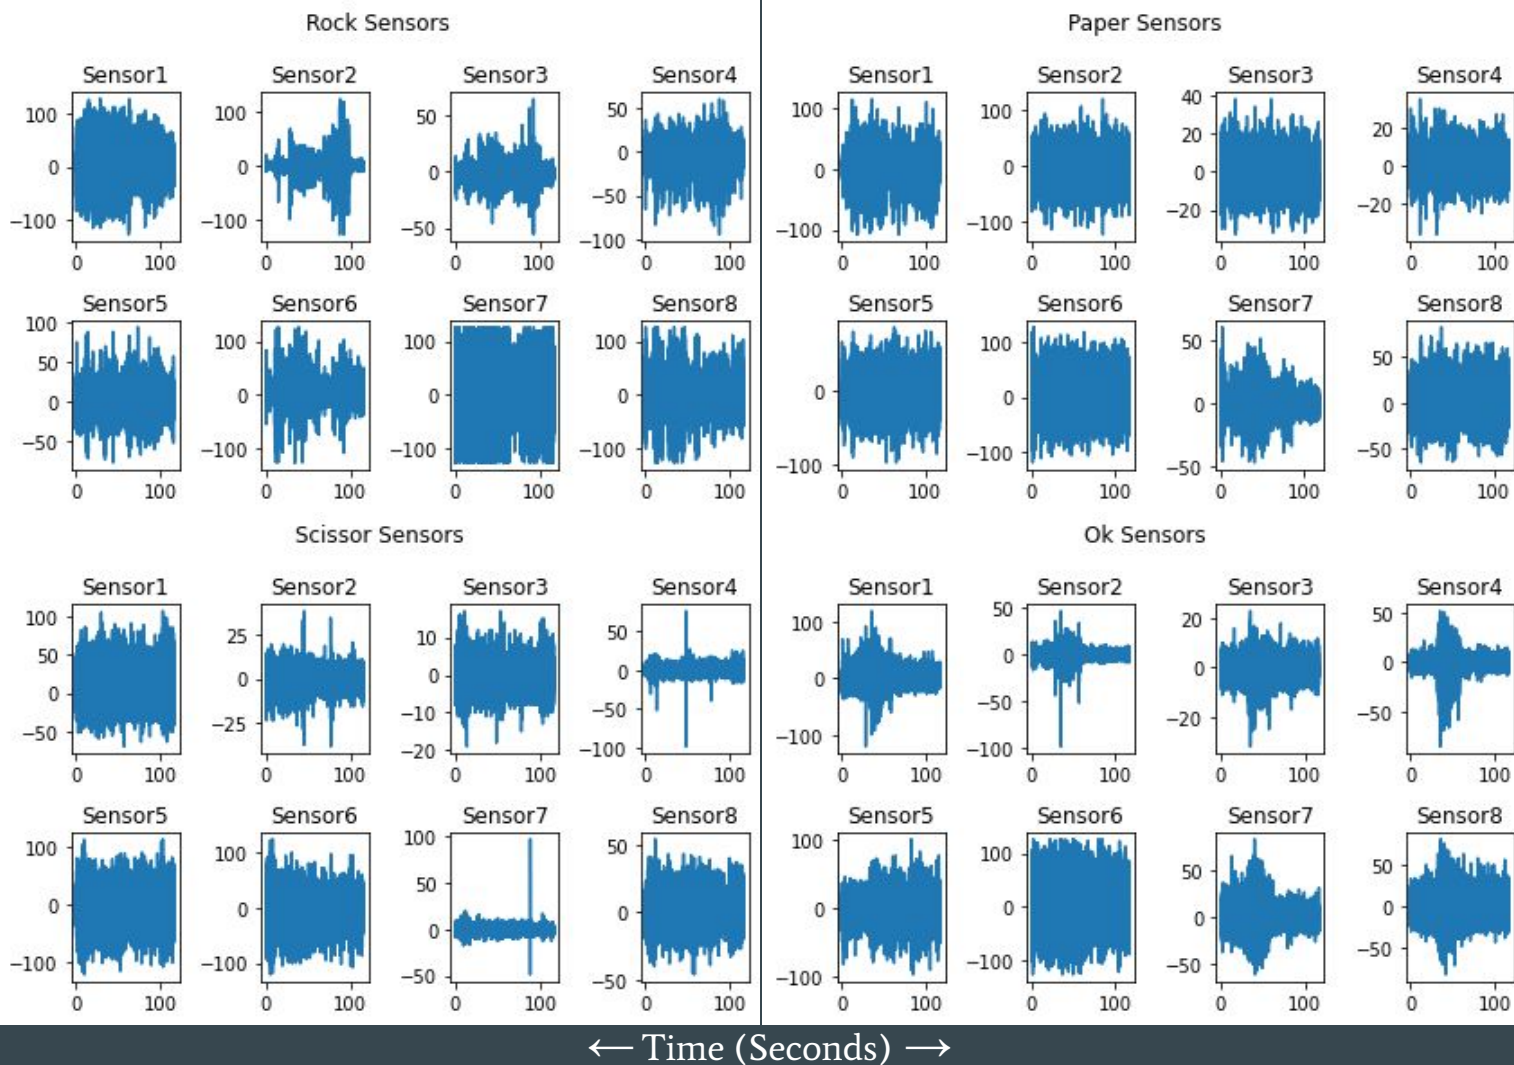 Rock Sensors
Sensor1 Sensor2 Sensor3 Sensor4
100 0 −100 0 100
100 0 −100 0 100
50 0 −50 0 100
50 0 −50 −100 0 100
Sensor5 Sensor6 Sensor7 Sensor8
100 50 0 −50 0 100
100 0 −100 0 100
100 0 −100 0 100
100 0 −100 0 100
Paper Sensors
Sensor1 Sensor2 Sensor3 Sensor4
100 0 −100 0 100
100 0 −100 0 100
40 20 0 −20 0 100
20 0 −20 0 100
Sensor5 Sensor6 Sensor7 Sensor8
0 −100 0 100
100 0 −100 0 100
50 0 −50 0 100
50 0 −50 0 100
Scissor Sensors
Sensor1 Sensor2 Sensor3 Sensor4
100 50 0 −50 0 100
25 0 −25 0 100
10 0 −10 −20 0 100
50 0 −50 −100 0 100
Sensor5 Sensor6 Sensor7 Sensor8
100 0 −100 0 100
100 0 −100 0 100
100 50 0 −50 0 100
50 0 −50 0 100
Ok Sensors
Sensor1 Sensor2 Sensor3 Sensor4
100 0 −100 0 100
50 0 −50 −100 0 100
20 0 −20 0 100
50 0 −50 0 100
Sensor5 Sensor6 Sensor7 Sensor8
100 0 −100 0 100
100 0 −100 0 100
50 0 −50 0 100
50 0 −50 0 100
← Time (Seconds) →